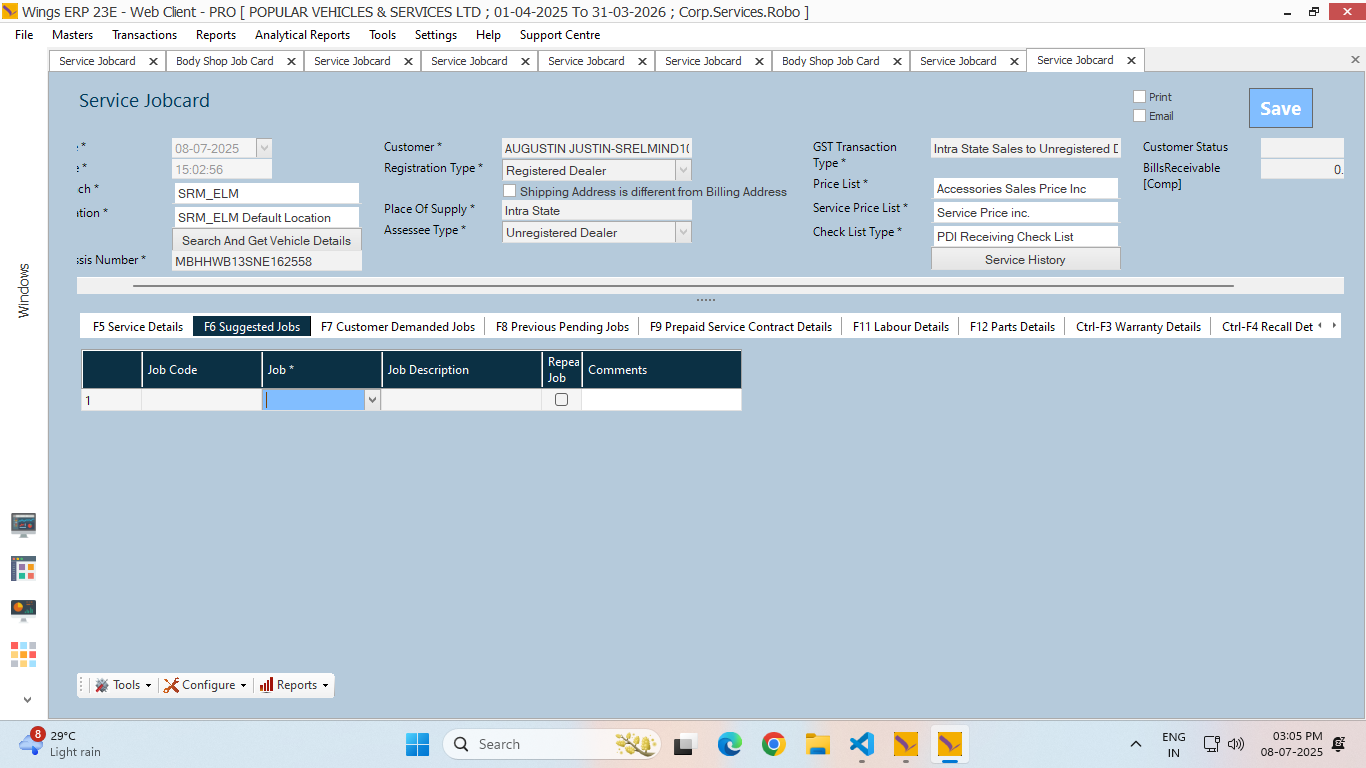 Wings ERP 23E - Web Client - PRO [ POPULAR VEHICLES & SERVICES LTD ; 01-04-2025 To 31-03-2026 ; Corp.Services.Robo ]
File Masters Transactions Reports Analytical Reports Tools Settings Help Support Centre
Service Jobcard Body Shop Job Card Service Jobcard Service Jobcard Service Jobcard Service Jobcard Body Shop Job Card Service Jobcard Service Jobcard
Service Jobcard
Print
Email
Save
* 08-07-2025
* 15:02:56
ch * SRM_ELM
ation * SRM_ELM Default Location
Search And Get Vehicle Details
ssis Number * MBHHWB13SNE162558
Customer * AUGUSTIN JUSTIN-SRELMIND1(
Registration Type * Registered Dealer
Shipping Address is different from Billing Address
Place Of Supply * Intra State
Assessee Type * Unregistered Dealer
GST Transaction
Type * Intra State Sales to Unregistered D
Price List * Accessories Sales Price Inc
Service Price List * Service Price inc.
Check List Type * PDI Receiving Check List
Service History
Customer Status
BillsReceivable 0.
[Comp]
Windows
F5 Service Details F6 Suggested Jobs F7 Customer Demanded Jobs F8 Previous Pending Jobs F9 Prepaid Service Contract Details F11 Labour Details F12 Parts Details Ctrl-F3 Warranty Details Ctrl-F4 Recall Det
Job Code Job * Job Description Repea Job Comments
1
Tools Configure Reports
8
29°C
Light rain
Search
ENG
IN
03:05 PM
08-07-2025